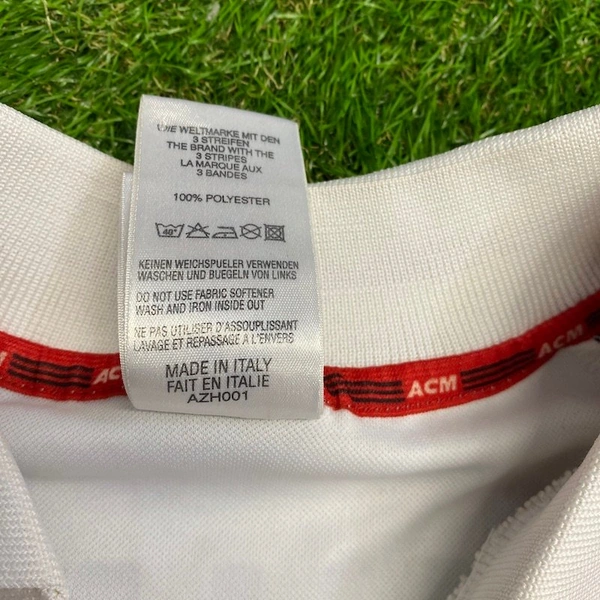 DIE WELTMARKE MIT DEN
3 STREIFEN
THE BRAND WITH THE
3 STRIPES
LA MARQUE AUX
3 BANDES
100% POLYESTER
40°
KEINEN WEICHSPUELER VERWENDEN
WASCHEN UND BUEGELN VON LINKS
DO NOT USE FABRIC SOFTENER
WASH AND IRON INSIDE OUT
NE PAS UTILISER D'ASSOUPLISSANT
LAVAGE ET REPASSAGE A L'ENVERS
MADE IN ITALY
FAIT EN ITALIE
AZH001
ACM
ACM